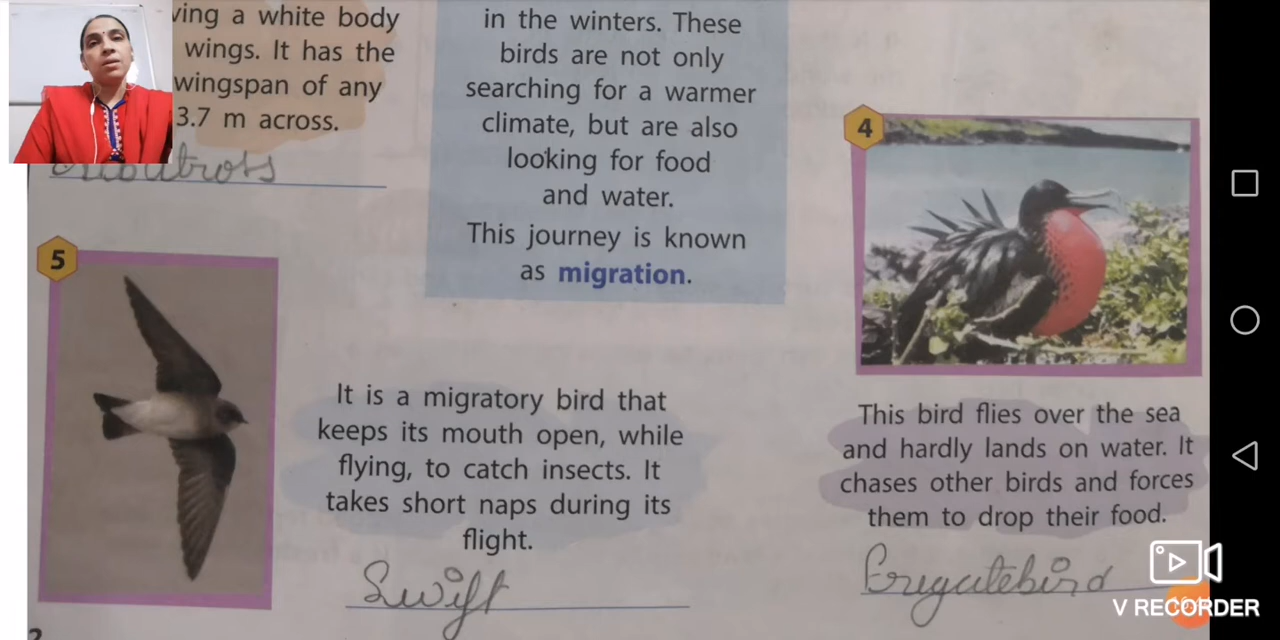 ving a white body
wings. It has the
wingspan of any
3.7 m across.
in the winters. These
birds are not only
searching for a warmer
climate, but are also
looking for food
and water.
This journey is known
as migration.
4
5
It is a migratory bird that
keeps its mouth open, while
flying, to catch insects. It
takes short naps during its
flight.
Swift
This bird flies over the sea
and hardly lands on water. It
chases other birds and forces
them to drop their food.
Frigatebird
V RECORDER